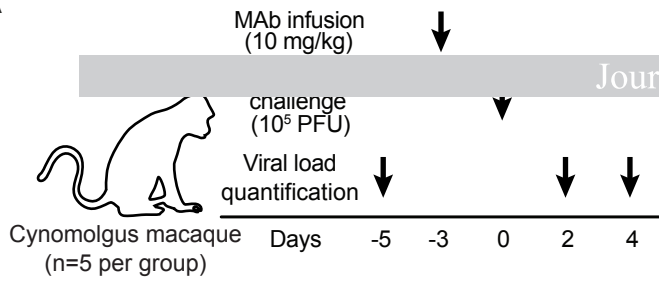 MAb infusion
(10 mg/kg)
Jour
challenge
(10⁵ PFU)
Viral load
quantification
Cynomolgus macaque
(n=5 per group)
Days -5 -3 0 2 4